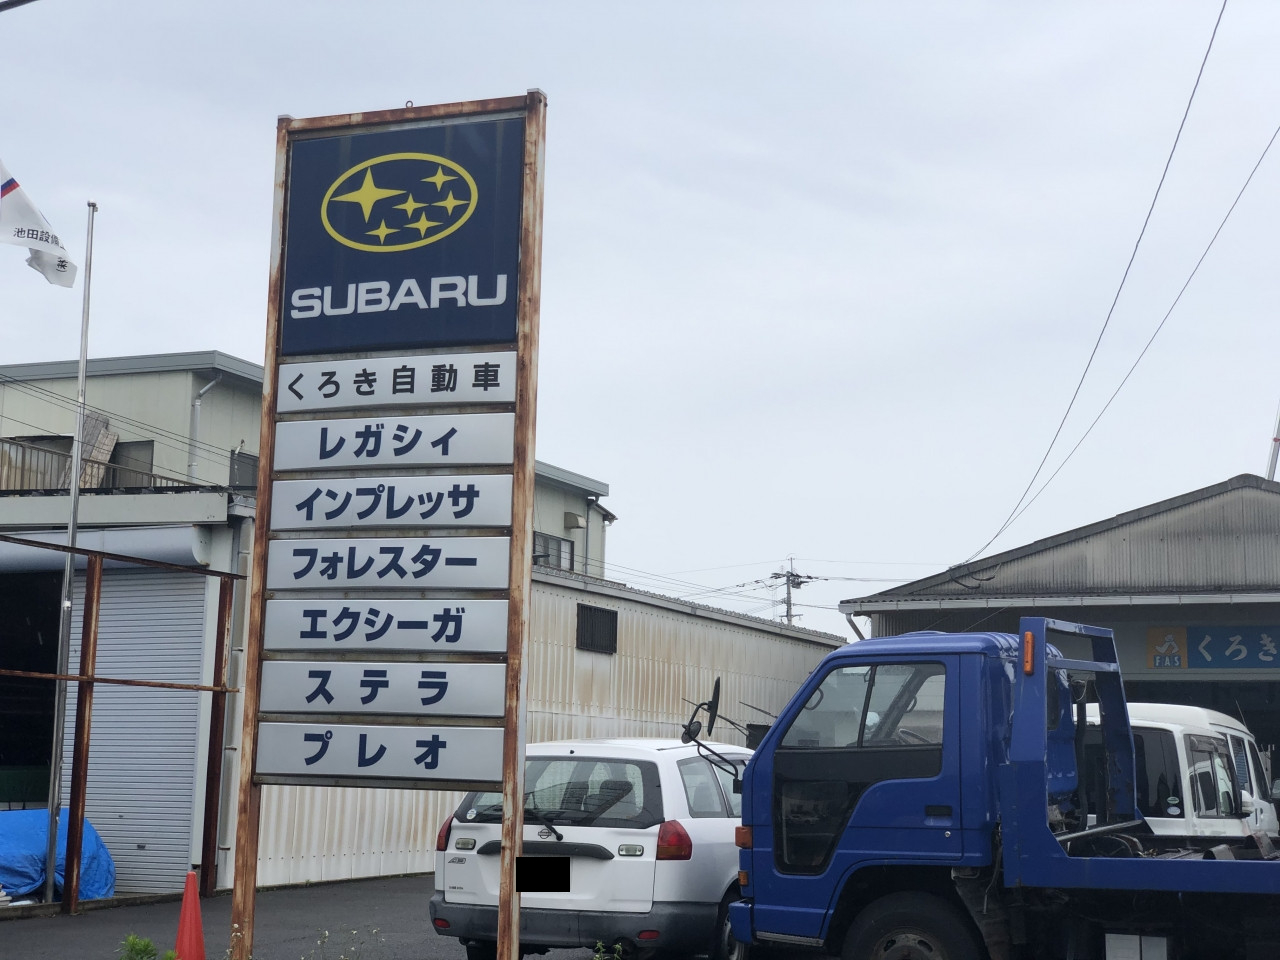 SUBARU
くろき自動車
レガシィ
インプレッサ
フォレスター
エクシーガ
ステラ
プレオ
池田設備
FAS
くろき